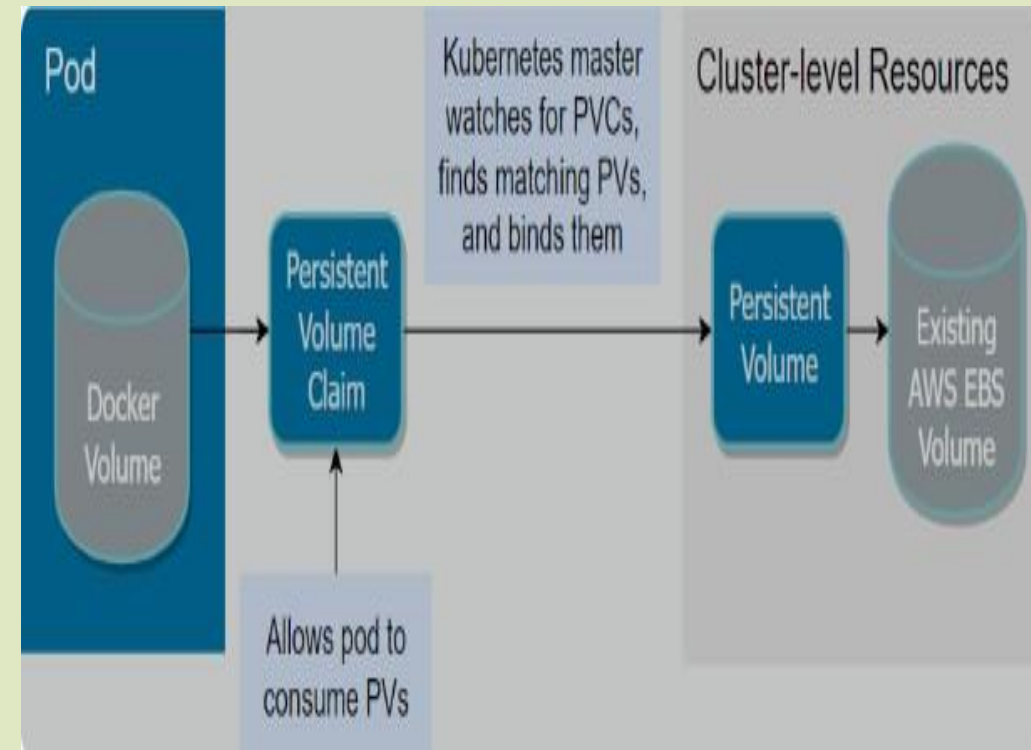 Pod
Docker
Volume
Persistent
Volume
Claim
Allows pod to
consume PVs
Kubernetes master
watches for PVCs,
finds matching PVs,
and binds them
Cluster-level Resources
Persistent
Volume
Existing
AWS EBS
Volume